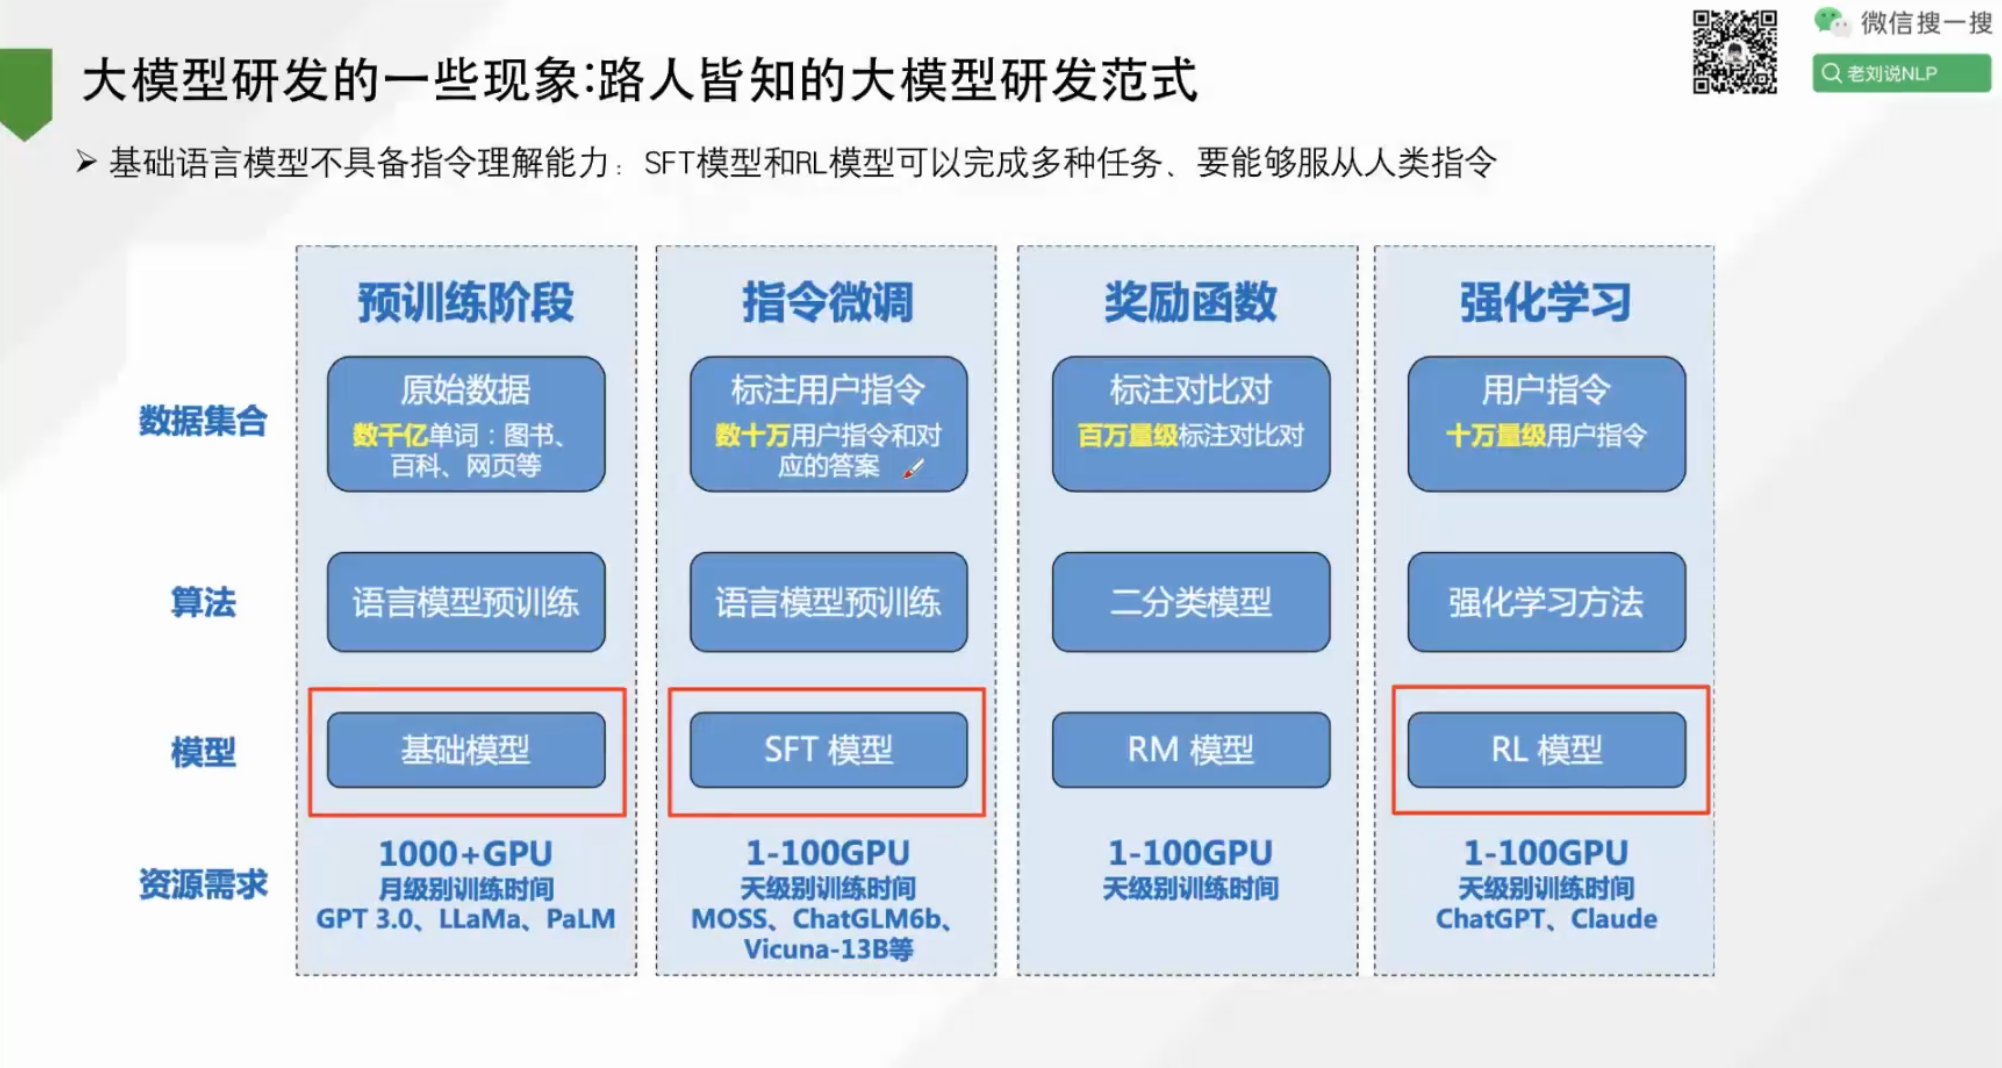 微信搜一搜
老刘说NLP
大模型研发的一些现象:路人皆知的大模型研发范式
➢ 基础语言模型不具备指令理解能力：SFT模型和RL模型可以完成多种任务、要能够服从人类指令
预训练阶段
指令微调
奖励函数
强化学习
数据集合
原始数据
数千亿单词：图书、
百科、网页等
标注用户指令
数十万用户指令和对
应的答案
标注对比对
百万量级标注对比对
用户指令
十万量级用户指令
算法
语言模型预训练
语言模型预训练
二分类模型
强化学习方法
模型
基础模型
SFT 模型
RM 模型
RL 模型
资源需求
1000+GPU
月级别训练时间
GPT 3.0、LLaMa、PaLM
1-100GPU
天级别训练时间
MOSS、ChatGLM6b、
Vicuna-13B等
1-100GPU
天级别训练时间
1-100GPU
天级别训练时间
ChatGPT、Claude